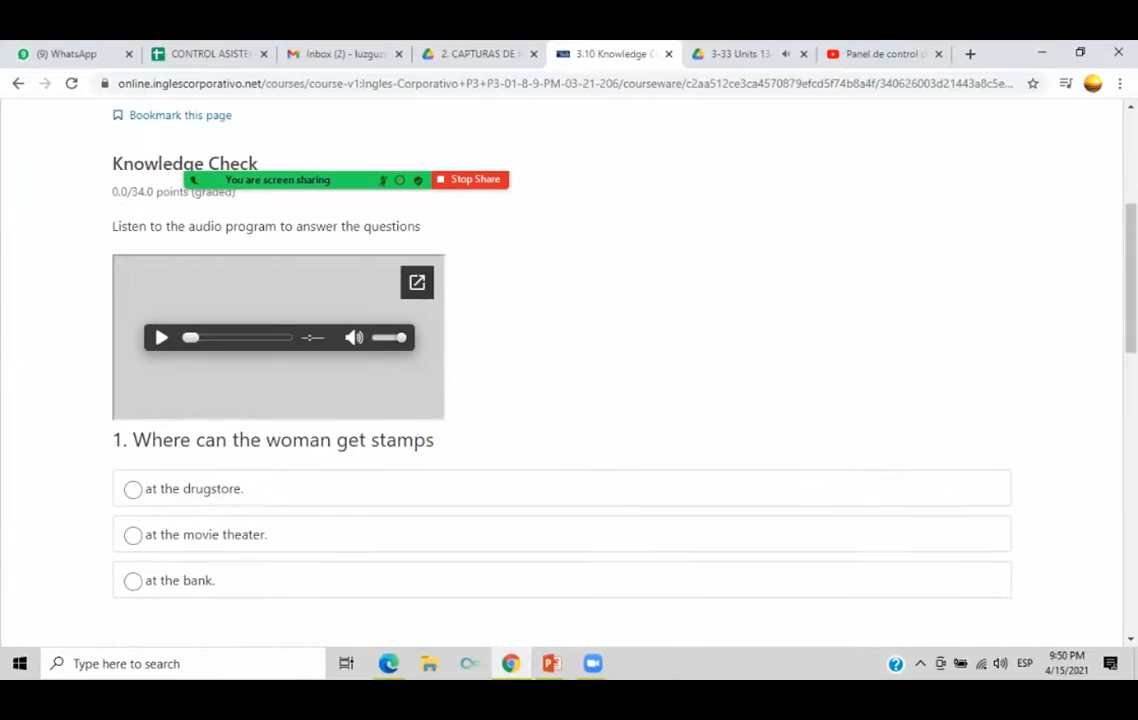 (9) WhatsApp
CONTROL ASISTE
Inbox (2) - luzguz
2. CAPTURAS DE
3.10 Knowledge C
3-33 Units 13-
Panel de control d
online.inglescorporativo.net/courses/course-v1:Ingles-Corporativo+P3+P3-01-8-9-PM-03-21-206/courseware/c2aa512ce3ca4570879efcd5f74b8a4f/340626003d21443a8c5e...
Bookmark this page
Knowledge Check
You are screen sharing
Stop Share
0.0/34.0 points (graded)
Listen to the audio program to answer the questions
1. Where can the woman get stamps
at the drugstore.
at the movie theater.
at the bank.
Type here to search
ESP
9:50 PM
4/15/2021